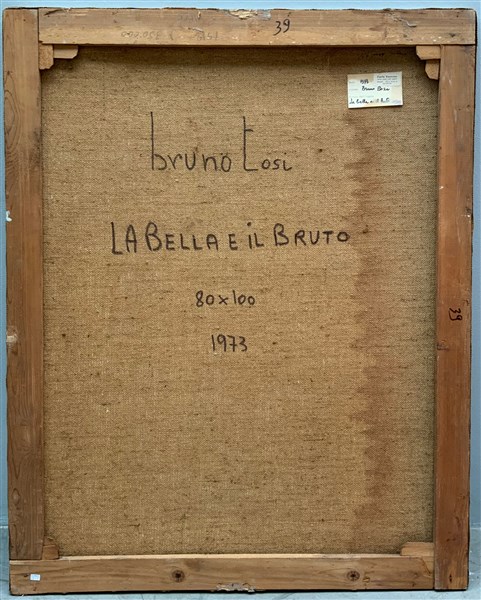 39
bruno tosi
LA BELLA E iL BRUTO
80x100
1973
39